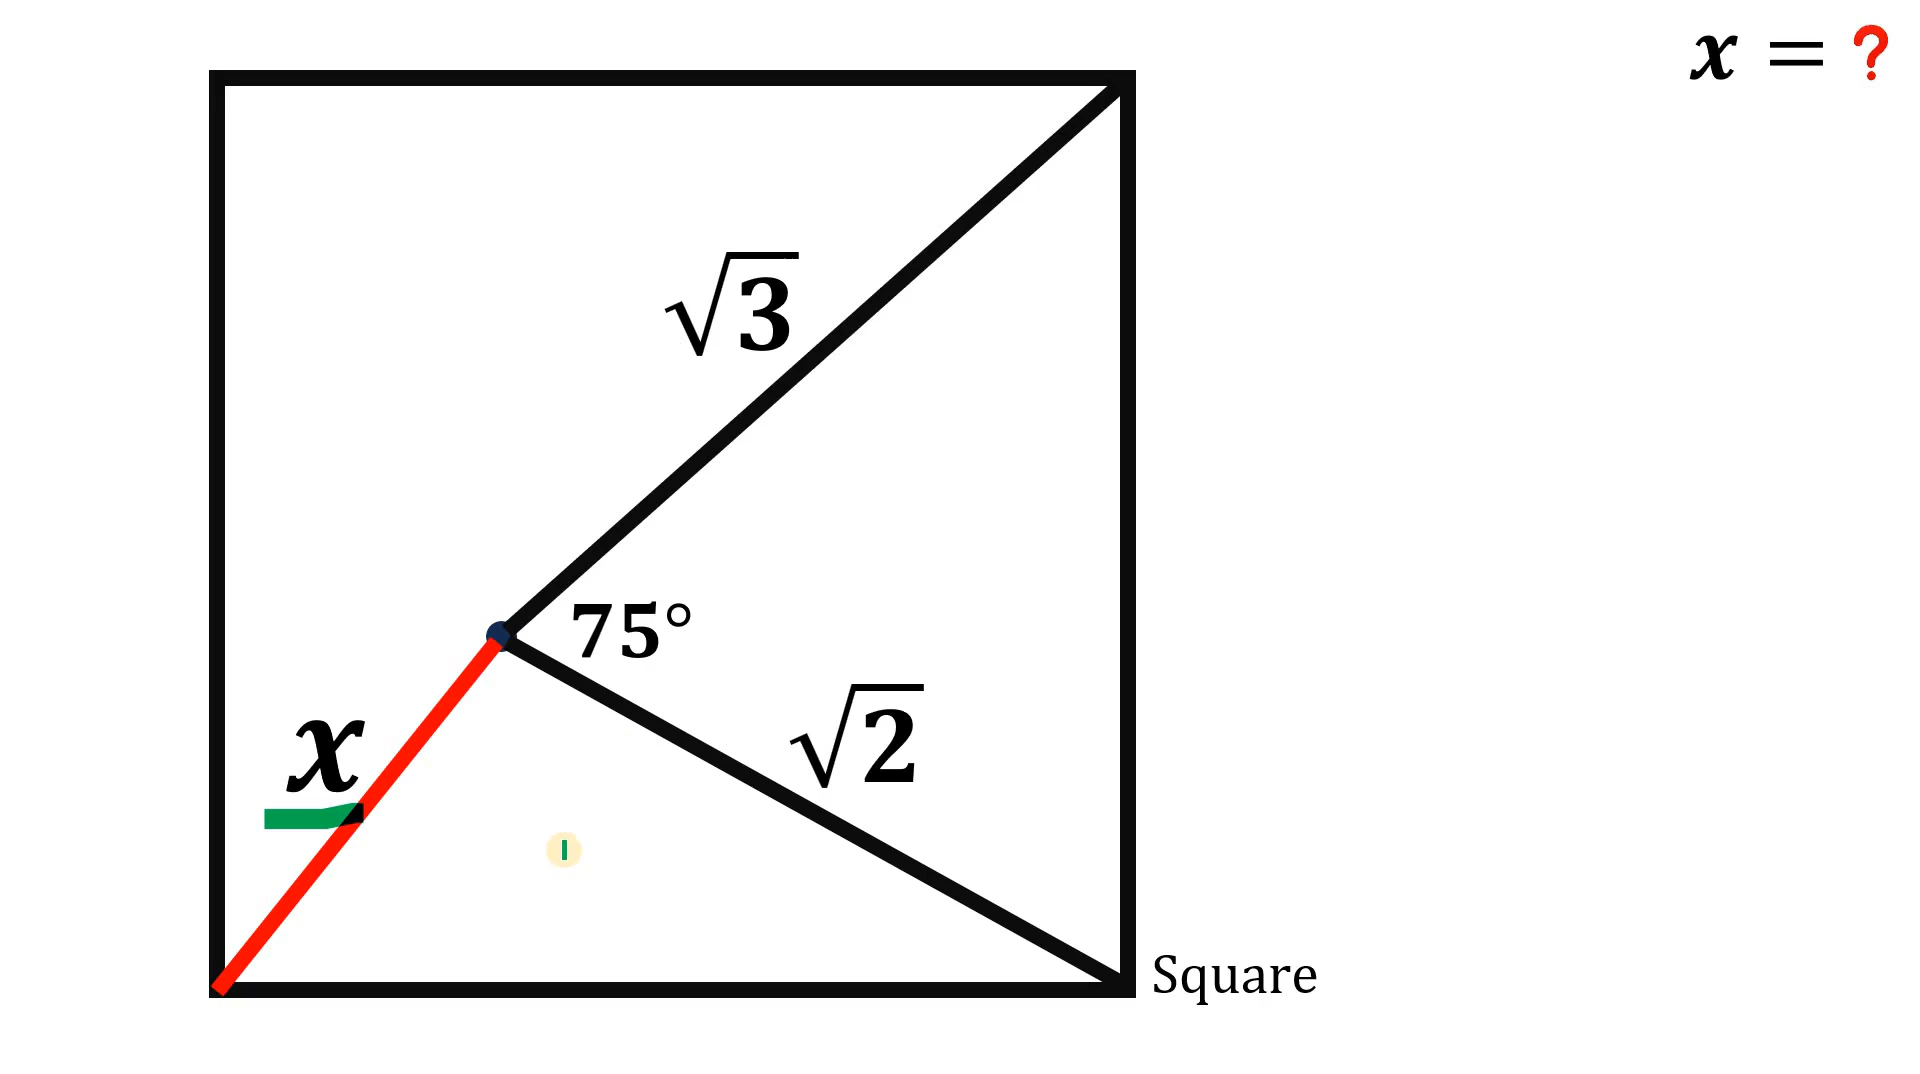 x = ?
√3
75°
x
√2
Square